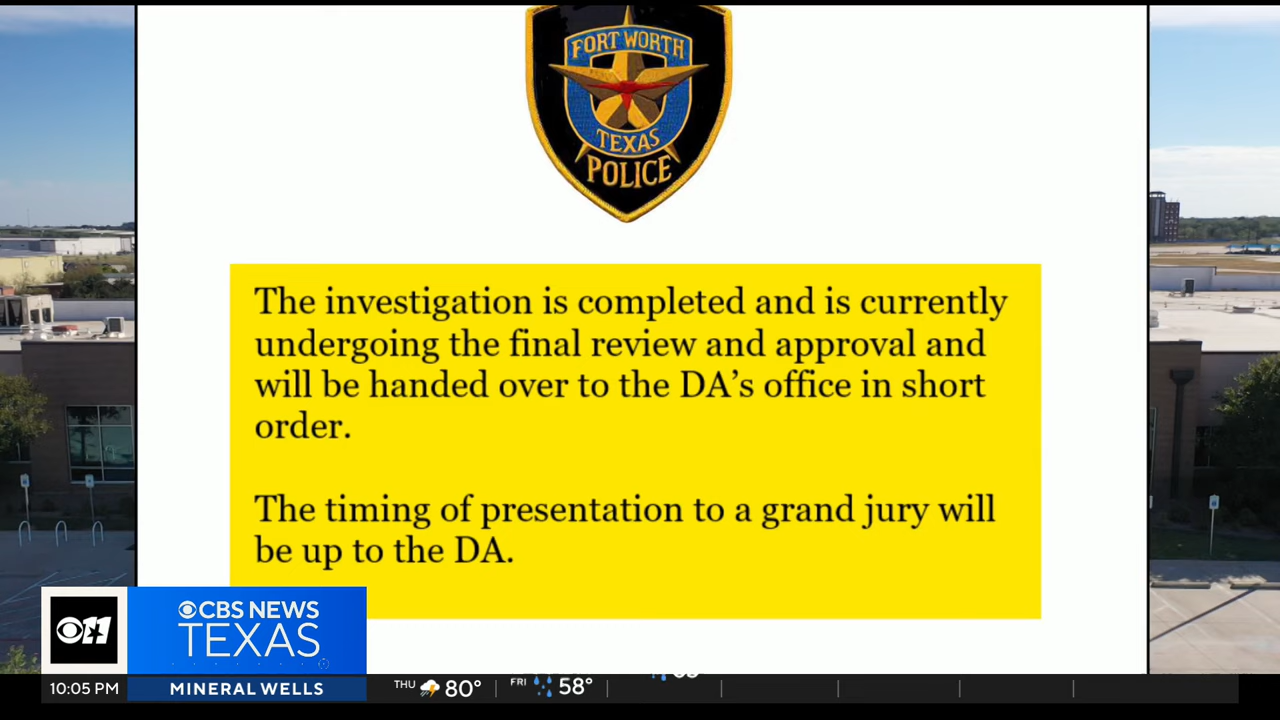 FORT WORTH
TEXAS
POLICE
The investigation is completed and is currently
undergoing the final review and approval and
will be handed over to the DA's office in short
order.
The timing of presentation to a grand jury will
be up to the DA.
11
CBS NEWS
TEXAS
10:05 PM
MINERAL WELLS
THU
80°
FRI
58°